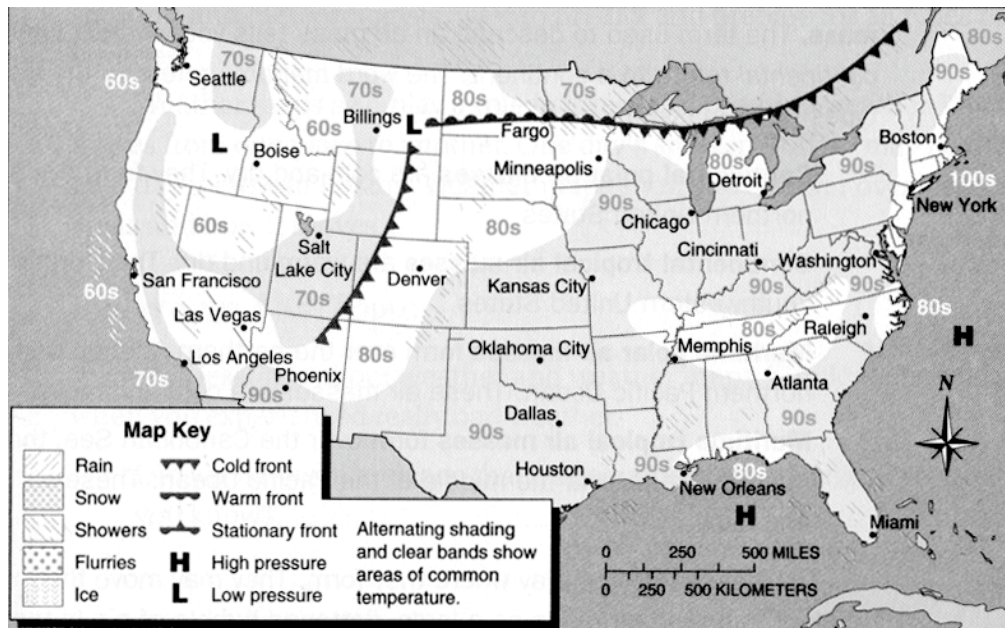 80s
70s
60s
Seattle
70s
90s
70s
80s
Billings
L
Fargo
60s
L
Boise
Boston
Minneapolis
80s
90s
Detroit
100s
90s
New York
60s
80s
Chicago
Salt
Lake City
Cincinnati
Washington
San Francisco
Denver
90s
90s
60s
70s
Kansas City
80s
Las Vegas
Raleigh
80s
H
Oklahoma City
Memphis
Los Angeles
80s
70s
Phoenix
Atlanta
N
90s
Dallas
90s
90s
Houston
90s
80s
New Orleans
H
Miami
Map Key
Rain
Cold front
Snow
Warm front
Showers
Stationary front
Flurries
H
High pressure
Ice
L
Low pressure
Alternating shading
and clear bands show
areas of common
temperature.
0 250 500 MILES
0 250 500 KILOMETERS